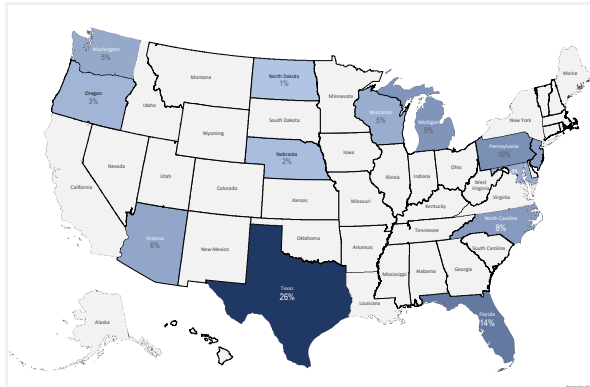 Washington
5%
Oregon
3%
Montana
North Dakota
1%
Minnesota
Wisconsin
5%
Michigan
9%
Maine
New York
Idaho
South Dakota
Wyoming
Nebraska
2%
Iowa
Pennsylvania
10%
Nevada
Utah
Colorado
Illinois
Indiana
Ohio
West
Virginia
Virginia
California
Kansas
Missouri
Kentucky
North Carolina
8%
Tennessee
Arizona
New Mexico
Oklahoma
Arkansas
South Carolina
Mississippi
Alabama
Georgia
Texas
26%
Louisiana
Florida
14%
Alaska